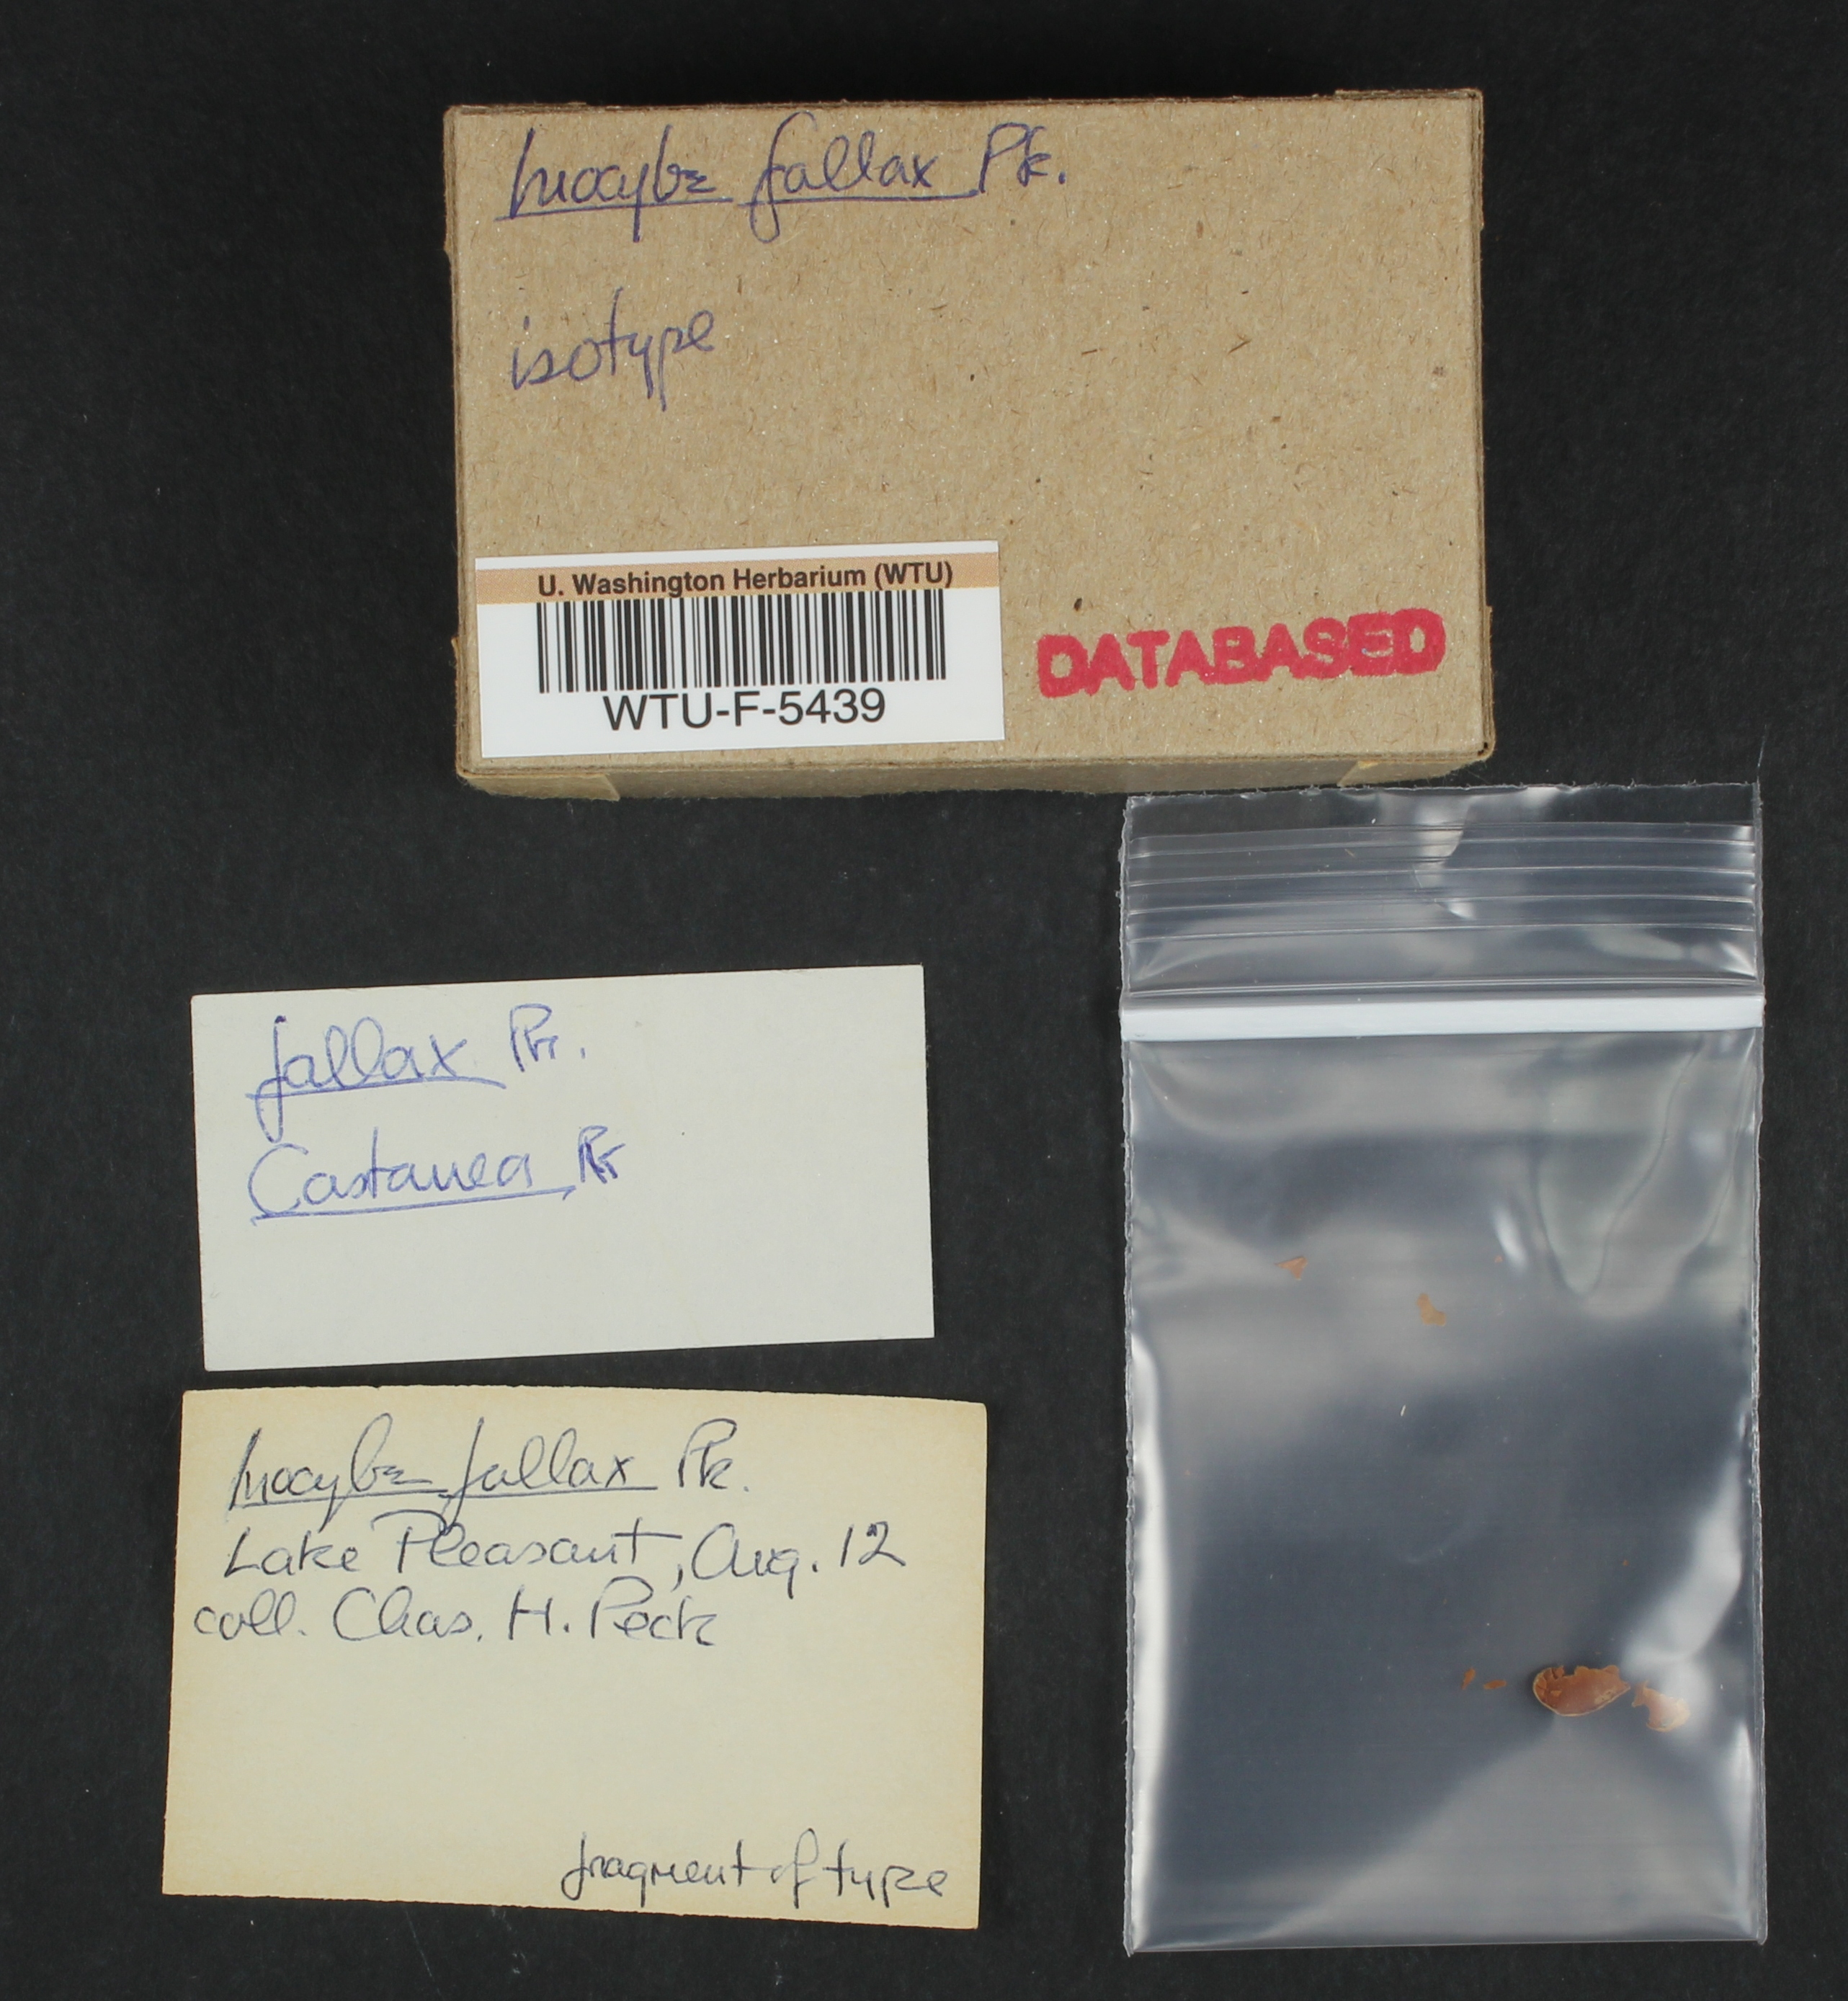 Inocybe fallax Pk.
isotype
U. Washington Herbarium (WTU)
WTU-F-5439
DATABASED
fallax Pk.
Castanea Pk
Inocybe fallax Pk.
Lake Pleasant, Aug. 12
coll. Chas. H. Peck
fragment of type